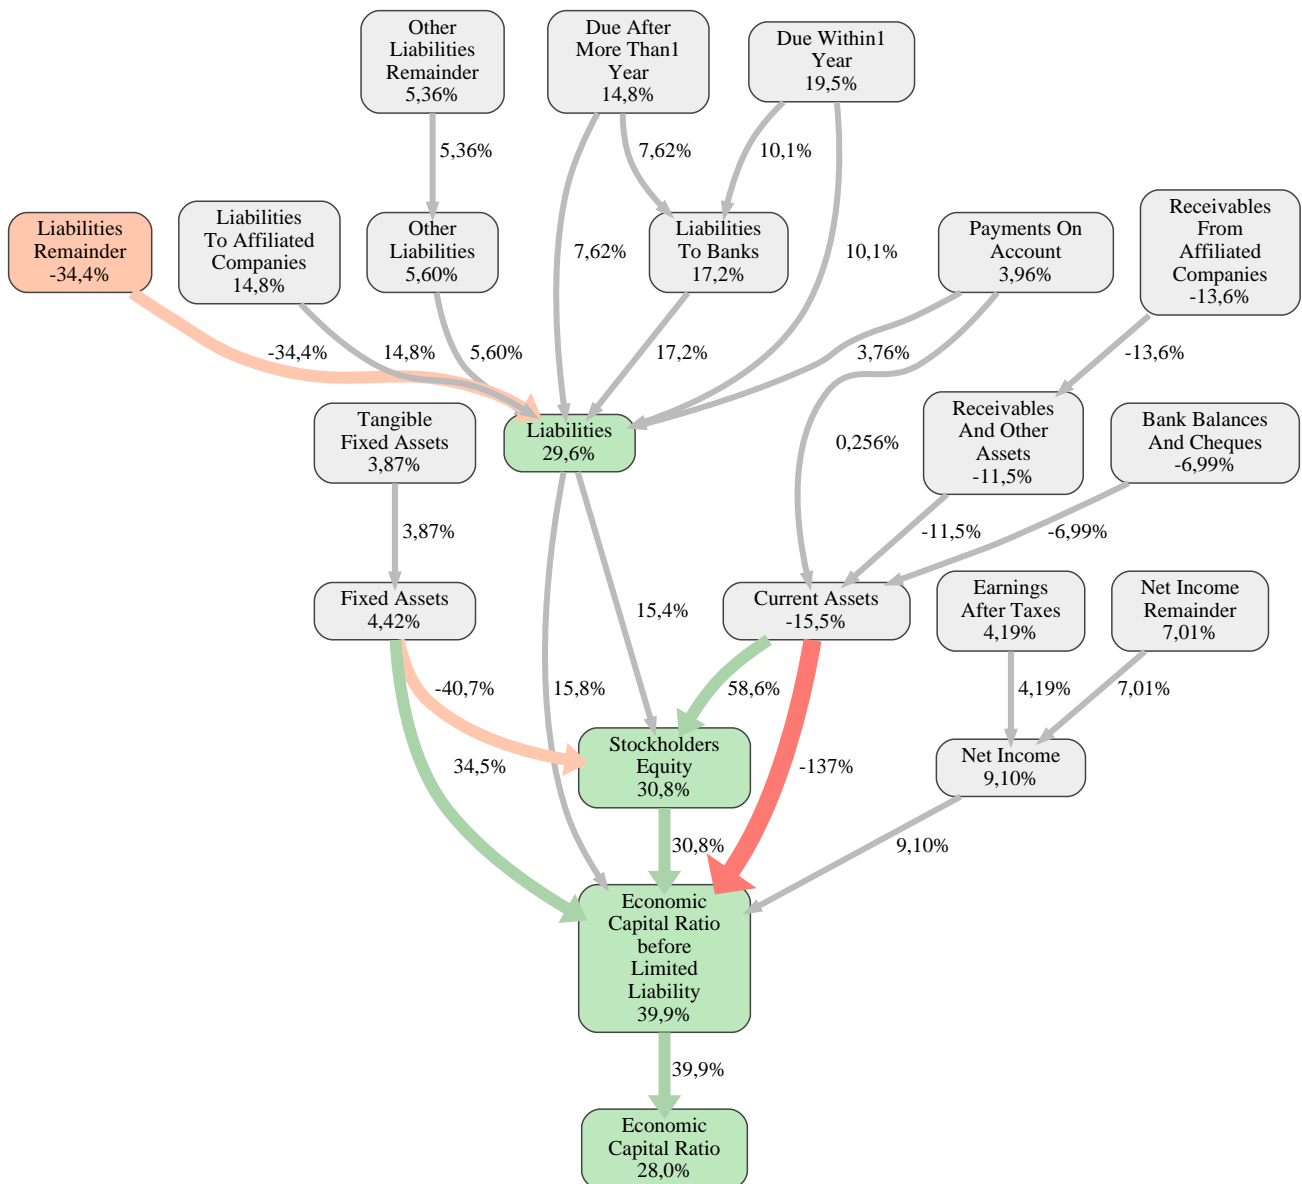 Other
Liabilities
Remainder
5,36%
Due After
More Than1
Year
14,8%
Due Within1
Year
19,5%
5,36%
7,62%
10,1%
Liabilities
Remainder
-34,4%
Liabilities
To Affiliated
Companies
14,8%
Other
Liabilities
5,60%
7,62%
Liabilities
To Banks
17,2%
10,1%
Payments On
Account
3,96%
Receivables
From
Affiliated
Companies
-13,6%
-34,4%
14,8%
5,60%
17,2%
3,76%
-13,6%
Tangible
Fixed Assets
3,87%
Liabilities
29,6%
0,256%
Receivables
And Other
Assets
-11,5%
Bank Balances
And Cheques
-6,99%
3,87%
-11,5%
-6,99%
Fixed Assets
4,42%
15,4%
Current Assets
-15,5%
Earnings
After Taxes
4,19%
Net Income
Remainder
7,01%
-40,7%
15,8%
58,6%
4,19%
7,01%
34,5%
Stockholders
Equity
30,8%
-137%
Net Income
9,10%
30,8%
9,10%
Economic
Capital Ratio
before
Limited
Liability
39,9%
39,9%
Economic
Capital Ratio
28,0%